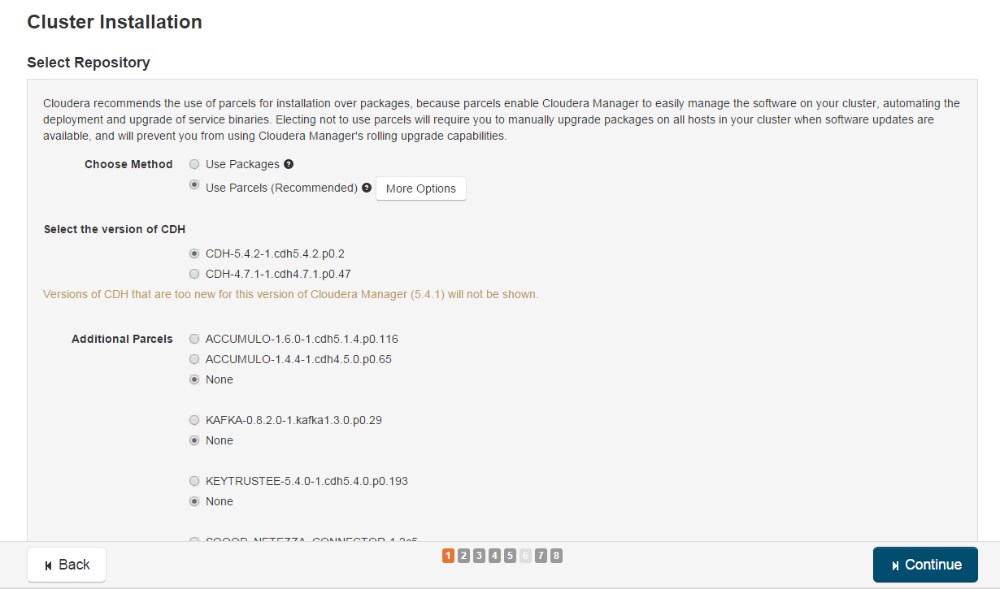 Cluster Installation
Select Repository
Cloudera recommends the use of parcels for installation over packages, because parcels enable Cloudera Manager to easily manage the software on your cluster, automating the
deployment and upgrade of service binaries. Electing not to use parcels will require you to manually upgrade packages on all hosts in your cluster when software updates are
available, and will prevent you from using Cloudera Manager's rolling upgrade capabilities.
Choose Method Use Packages ?
Use Parcels (Recommended) ? More Options
Select the version of CDH
CDH-5.4.2-1.cdh5.4.2.p0.2
CDH-4.7.1-1.cdh4.7.1.p0.47
Versions of CDH that are too new for this version of Cloudera Manager (5.4.1) will not be shown.
Additional Parcels ACCUMULO-1.6.0-1.cdh5.1.4.p0.116
ACCUMULO-1.4.4-1.cdh4.5.0.p0.65
None
KAFKA-0.8.2.0-1.kafka1.3.0.p0.29
None
KEYTRUSTEE-5.4.0-1.cdh5.4.0.p0.193
None
SQOOP_NETEZZA_CONNECTOR-1.2c5
Back 1 2 3 4 5 6 7 8 Continue